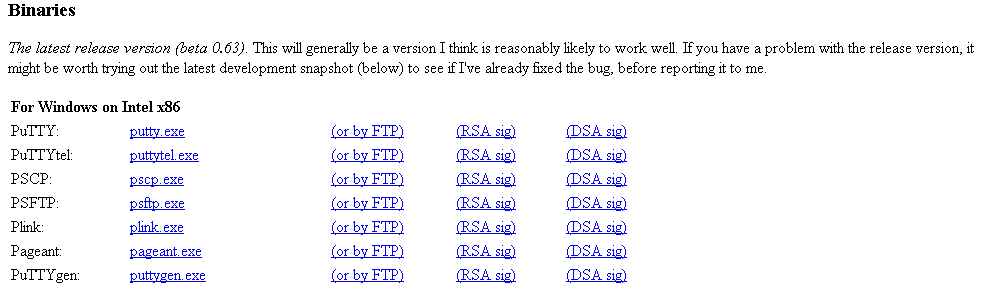 Binaries
The latest release version (beta 0.63). This will generally be a version I think is reasonably likely to work well. If you have a problem with the release version, it
might be worth trying out the latest development snapshot (below) to see if I've already fixed the bug, before reporting it to me.
For Windows on Intel x86
PuTTY: putty.exe (or by FTP) (RSA sig) (DSA sig)
PuTTYtel: puttytel.exe (or by FTP) (RSA sig) (DSA sig)
PSCP: pscp.exe (or by FTP) (RSA sig) (DSA sig)
PSFTP: psftp.exe (or by FTP) (RSA sig) (DSA sig)
Plink: plink.exe (or by FTP) (RSA sig) (DSA sig)
Pageant: pageant.exe (or by FTP) (RSA sig) (DSA sig)
PuTTYgen: puttygen.exe (or by FTP) (RSA sig) (DSA sig)